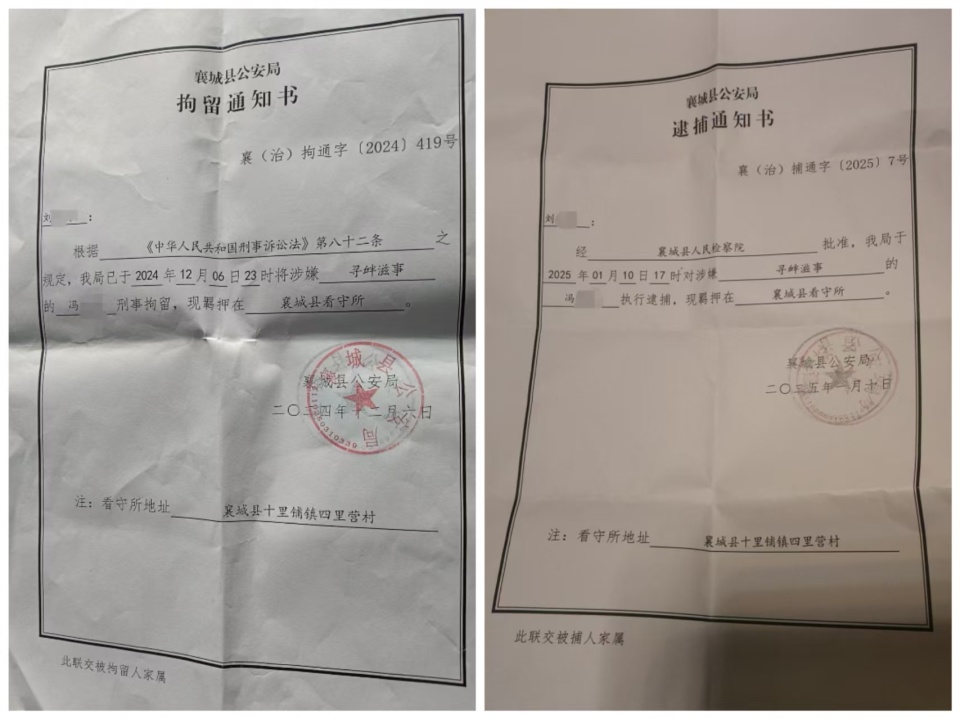 襄城县公安局
拘留通知书
襄（治）拘通字〔2024〕419号
刘：
根据《中华人民共和国刑事诉讼法》第八十二条之
规定，我局已于2024年12月06日23时将涉嫌寻衅滋事
的冯刑事拘留，现羁押在襄城县看守所。
襄城县公安局
二〇二四年十二月六日
注：看守所地址襄城县十里铺镇四里营村
此联交被拘留人家属
襄城县公安局
逮捕通知书
襄（治）捕通字〔2025〕7号
刘：
经襄城县人民检察院批准，我局于
2025年01月10日17时对涉嫌寻衅滋事的
冯执行逮捕，现羁押在襄城县看守所。
襄城县公安局
二〇二五年一月十日
注：看守所地址襄城县十里铺镇四里营村
此联交被捕人家属